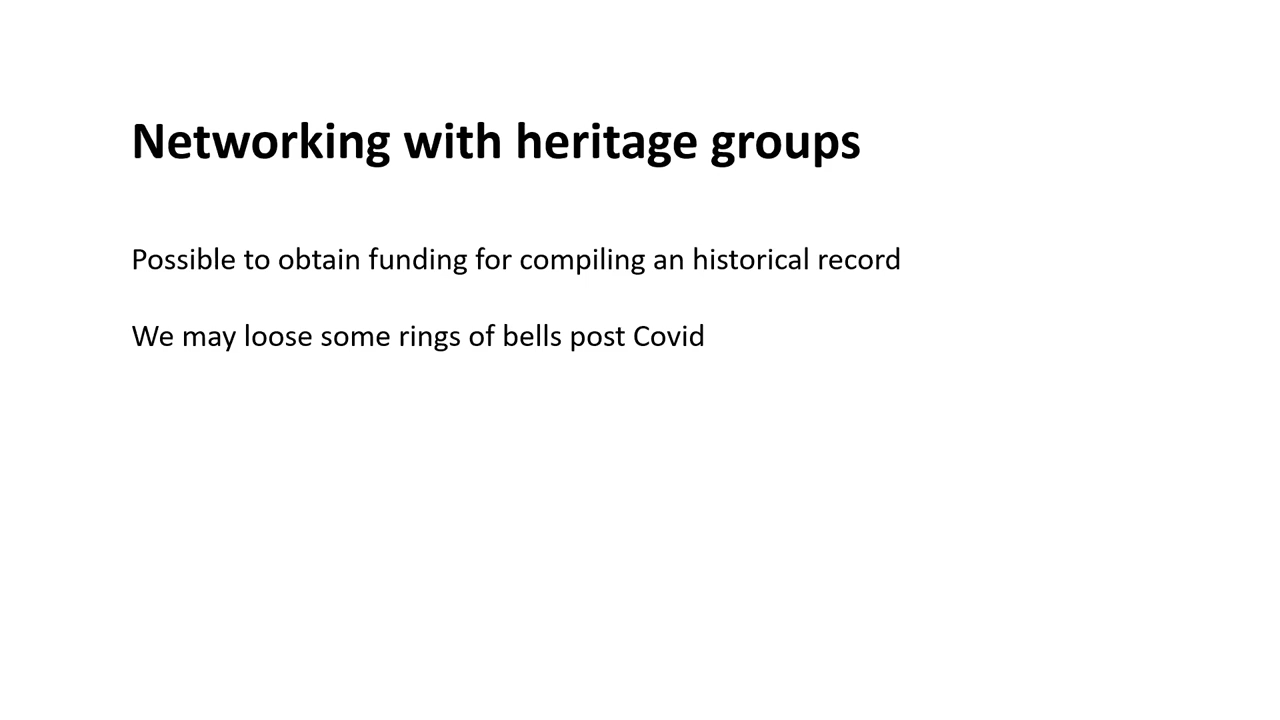 Networking with heritage groups
Possible to obtain funding for compiling an historical record
We may loose some rings of bells post Covid